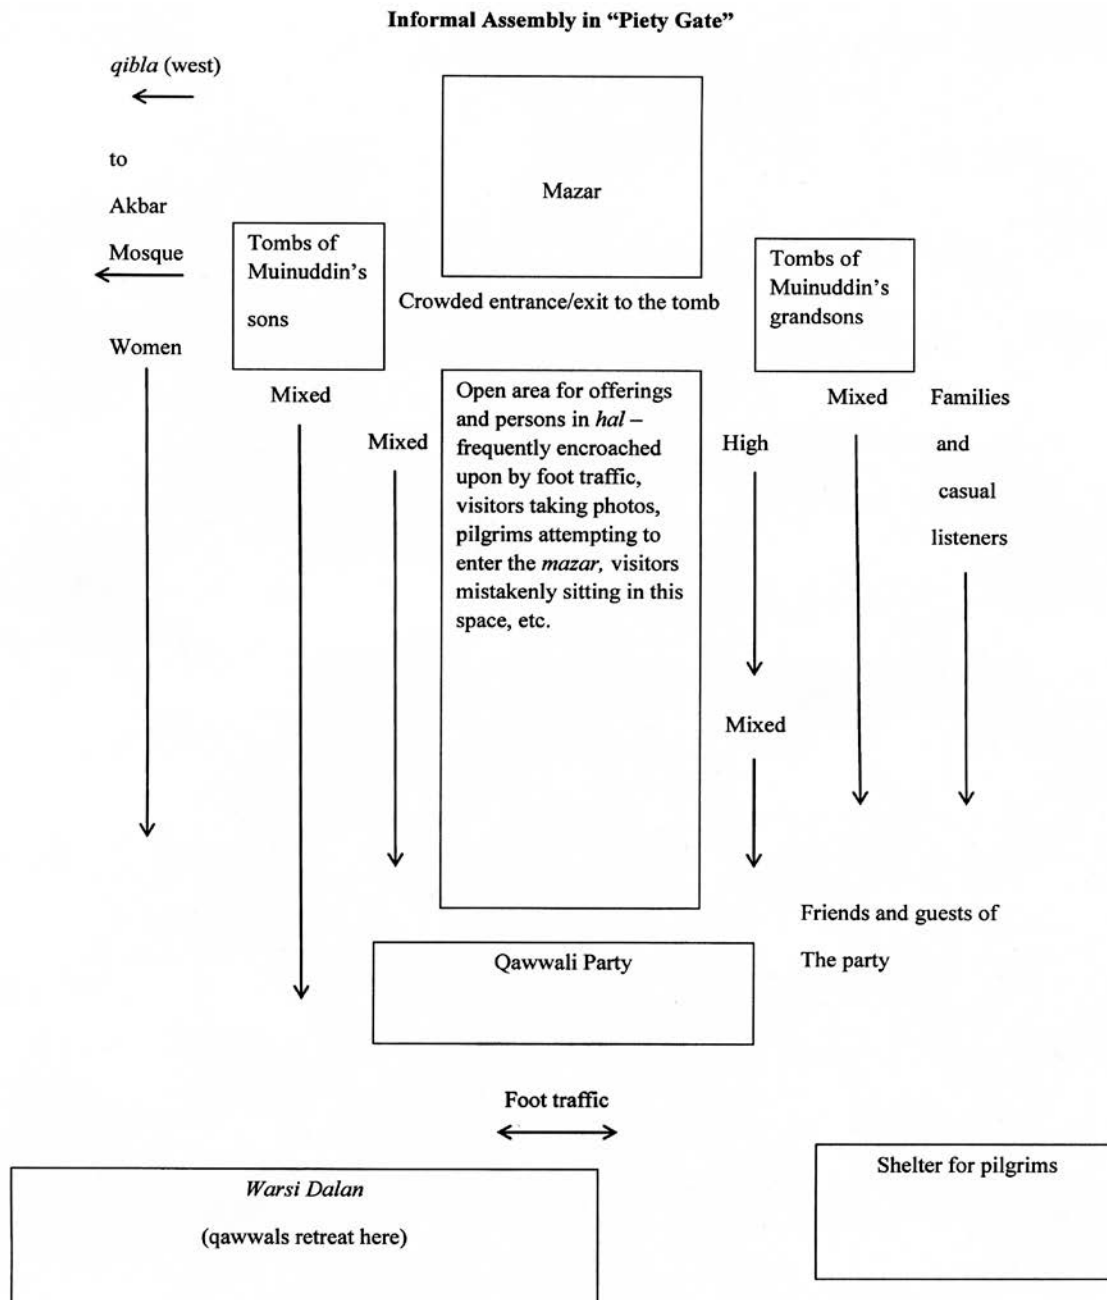 Informal Assembly in “Piety Gate”
qibla (west)
to
Akbar
Mosque
Mazar
Tombs of
Muinuddin’s
sons
Tombs of
Muinuddin’s
grandsons
Crowded entrance/exit to the tomb
Women
Mixed
Mixed
Open area for offerings
and persons in hal –
frequently encroached
upon by foot traffic,
visitors taking photos,
pilgrims attempting to
enter the mazar, visitors
mistakenly sitting in this
space, etc.
High
Mixed
Mixed
Families
and
casual
listeners
Friends and guests of
The party
Qawwali Party
Foot traffic
Warsi Dalan
(qawwals retreat here)
Shelter for pilgrims